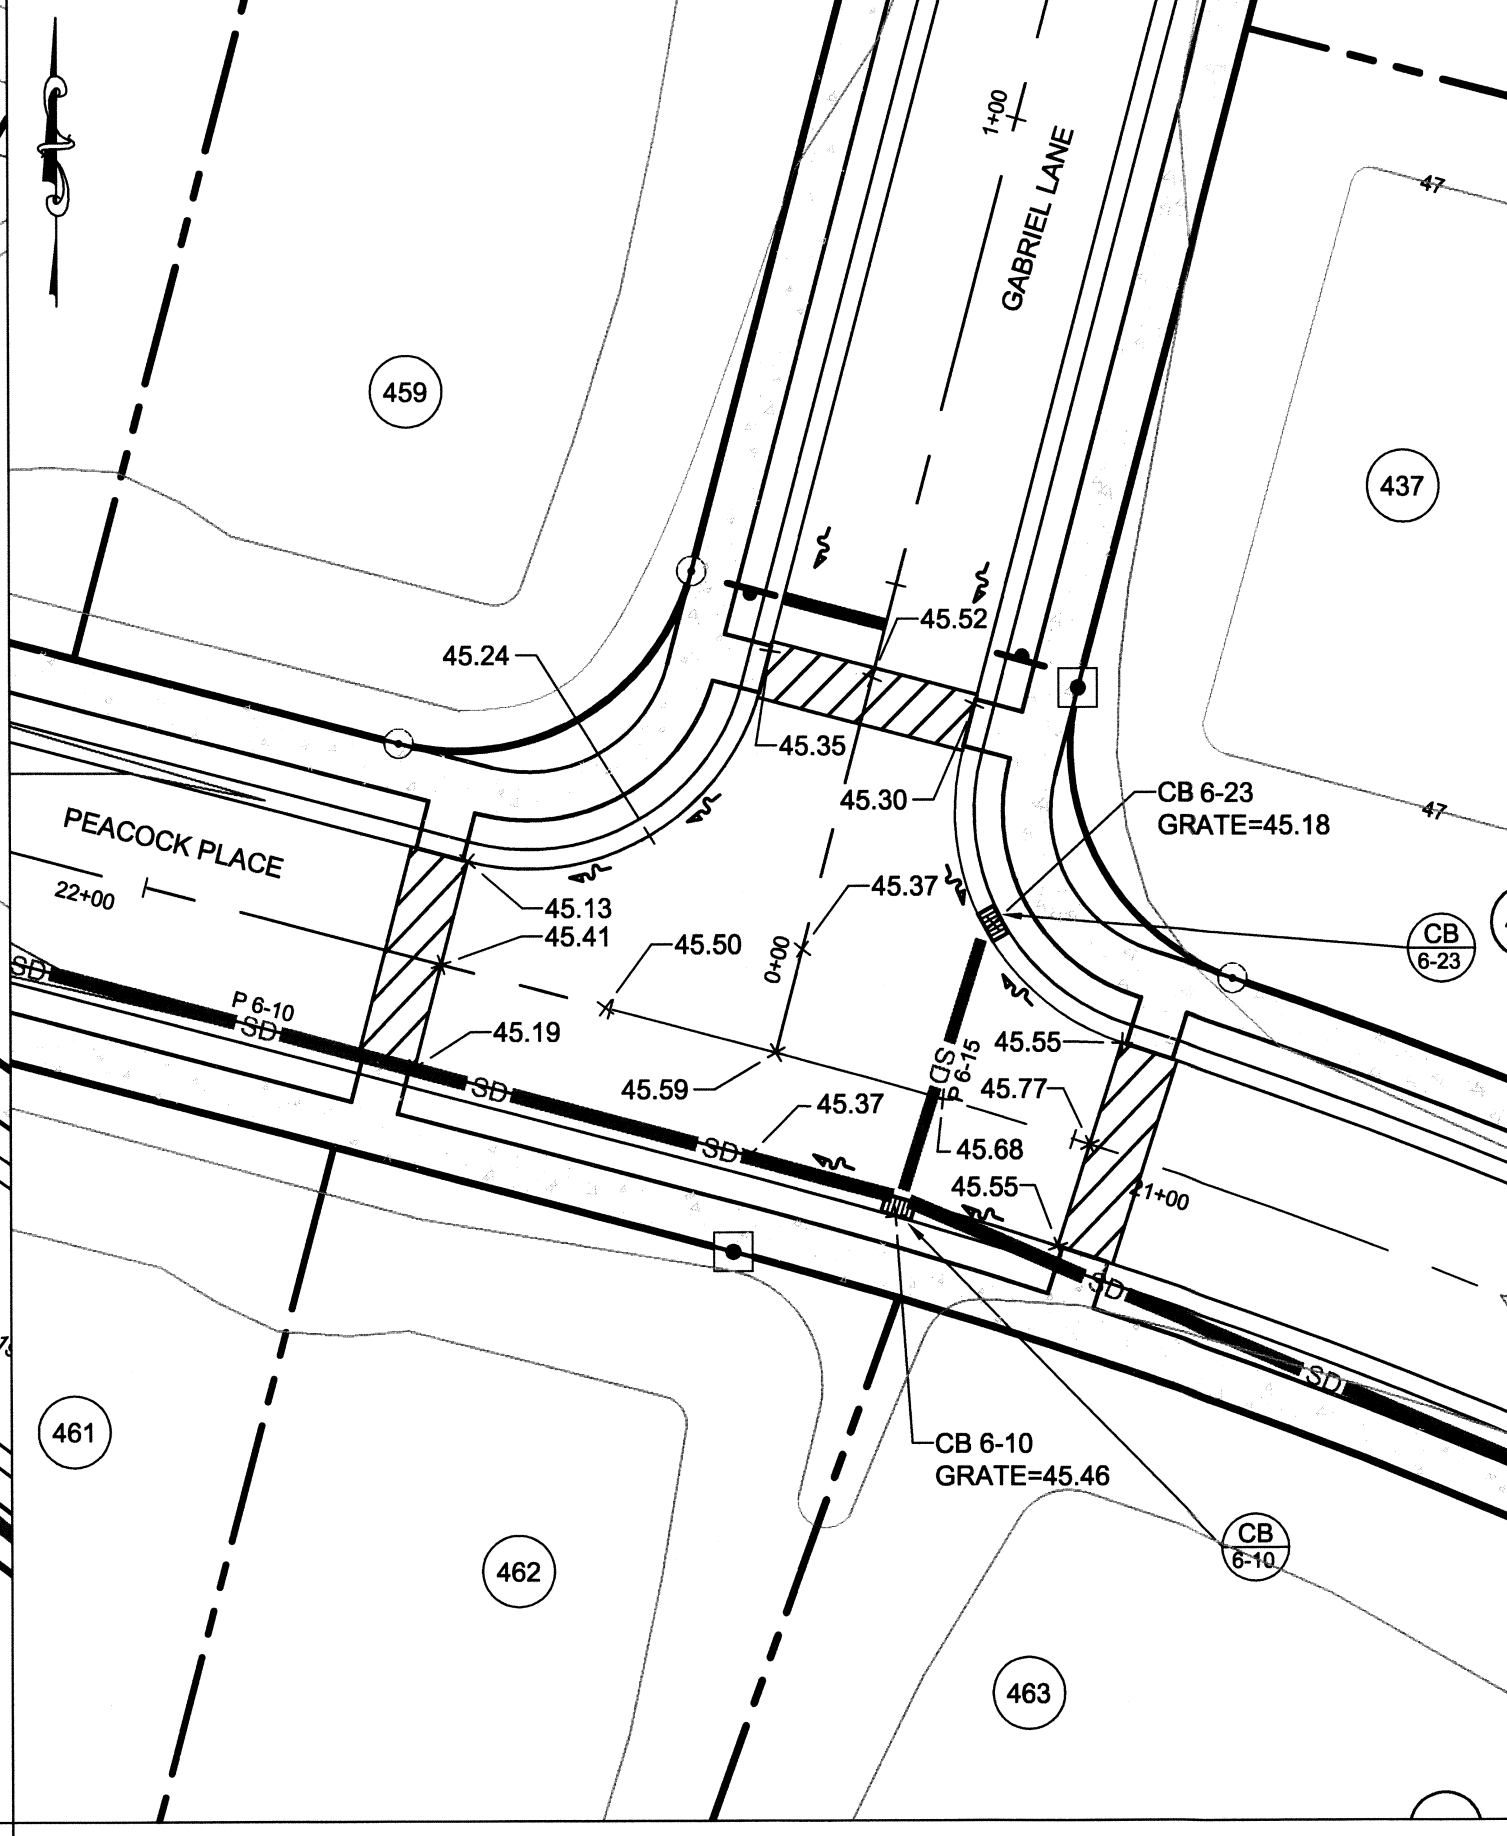 1+00
GABRIEL LANE
47
459
437
45.52
45.24
45.35
45.30
CB 6-23
GRATE=45.18
47
PEACOCK PLACE
22+00
45.37
45.13
45.41
45.50
0+00
CB
6-23
SD
P 6-10
SD
45.19
45.55
SD
P 6-15
45.59
45.77
SD
45.37
SD
45.68
45.55
21+00
SD
SD
461
CB 6-10
GRATE=45.46
CB
6-10
462
463